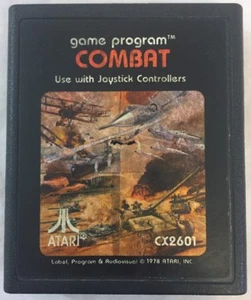 game program™
COMBAT
Use with Joystick Controllers
ATARI®
CX2601
Label, Program & Audiovisual © 1978 ATARI, INC.